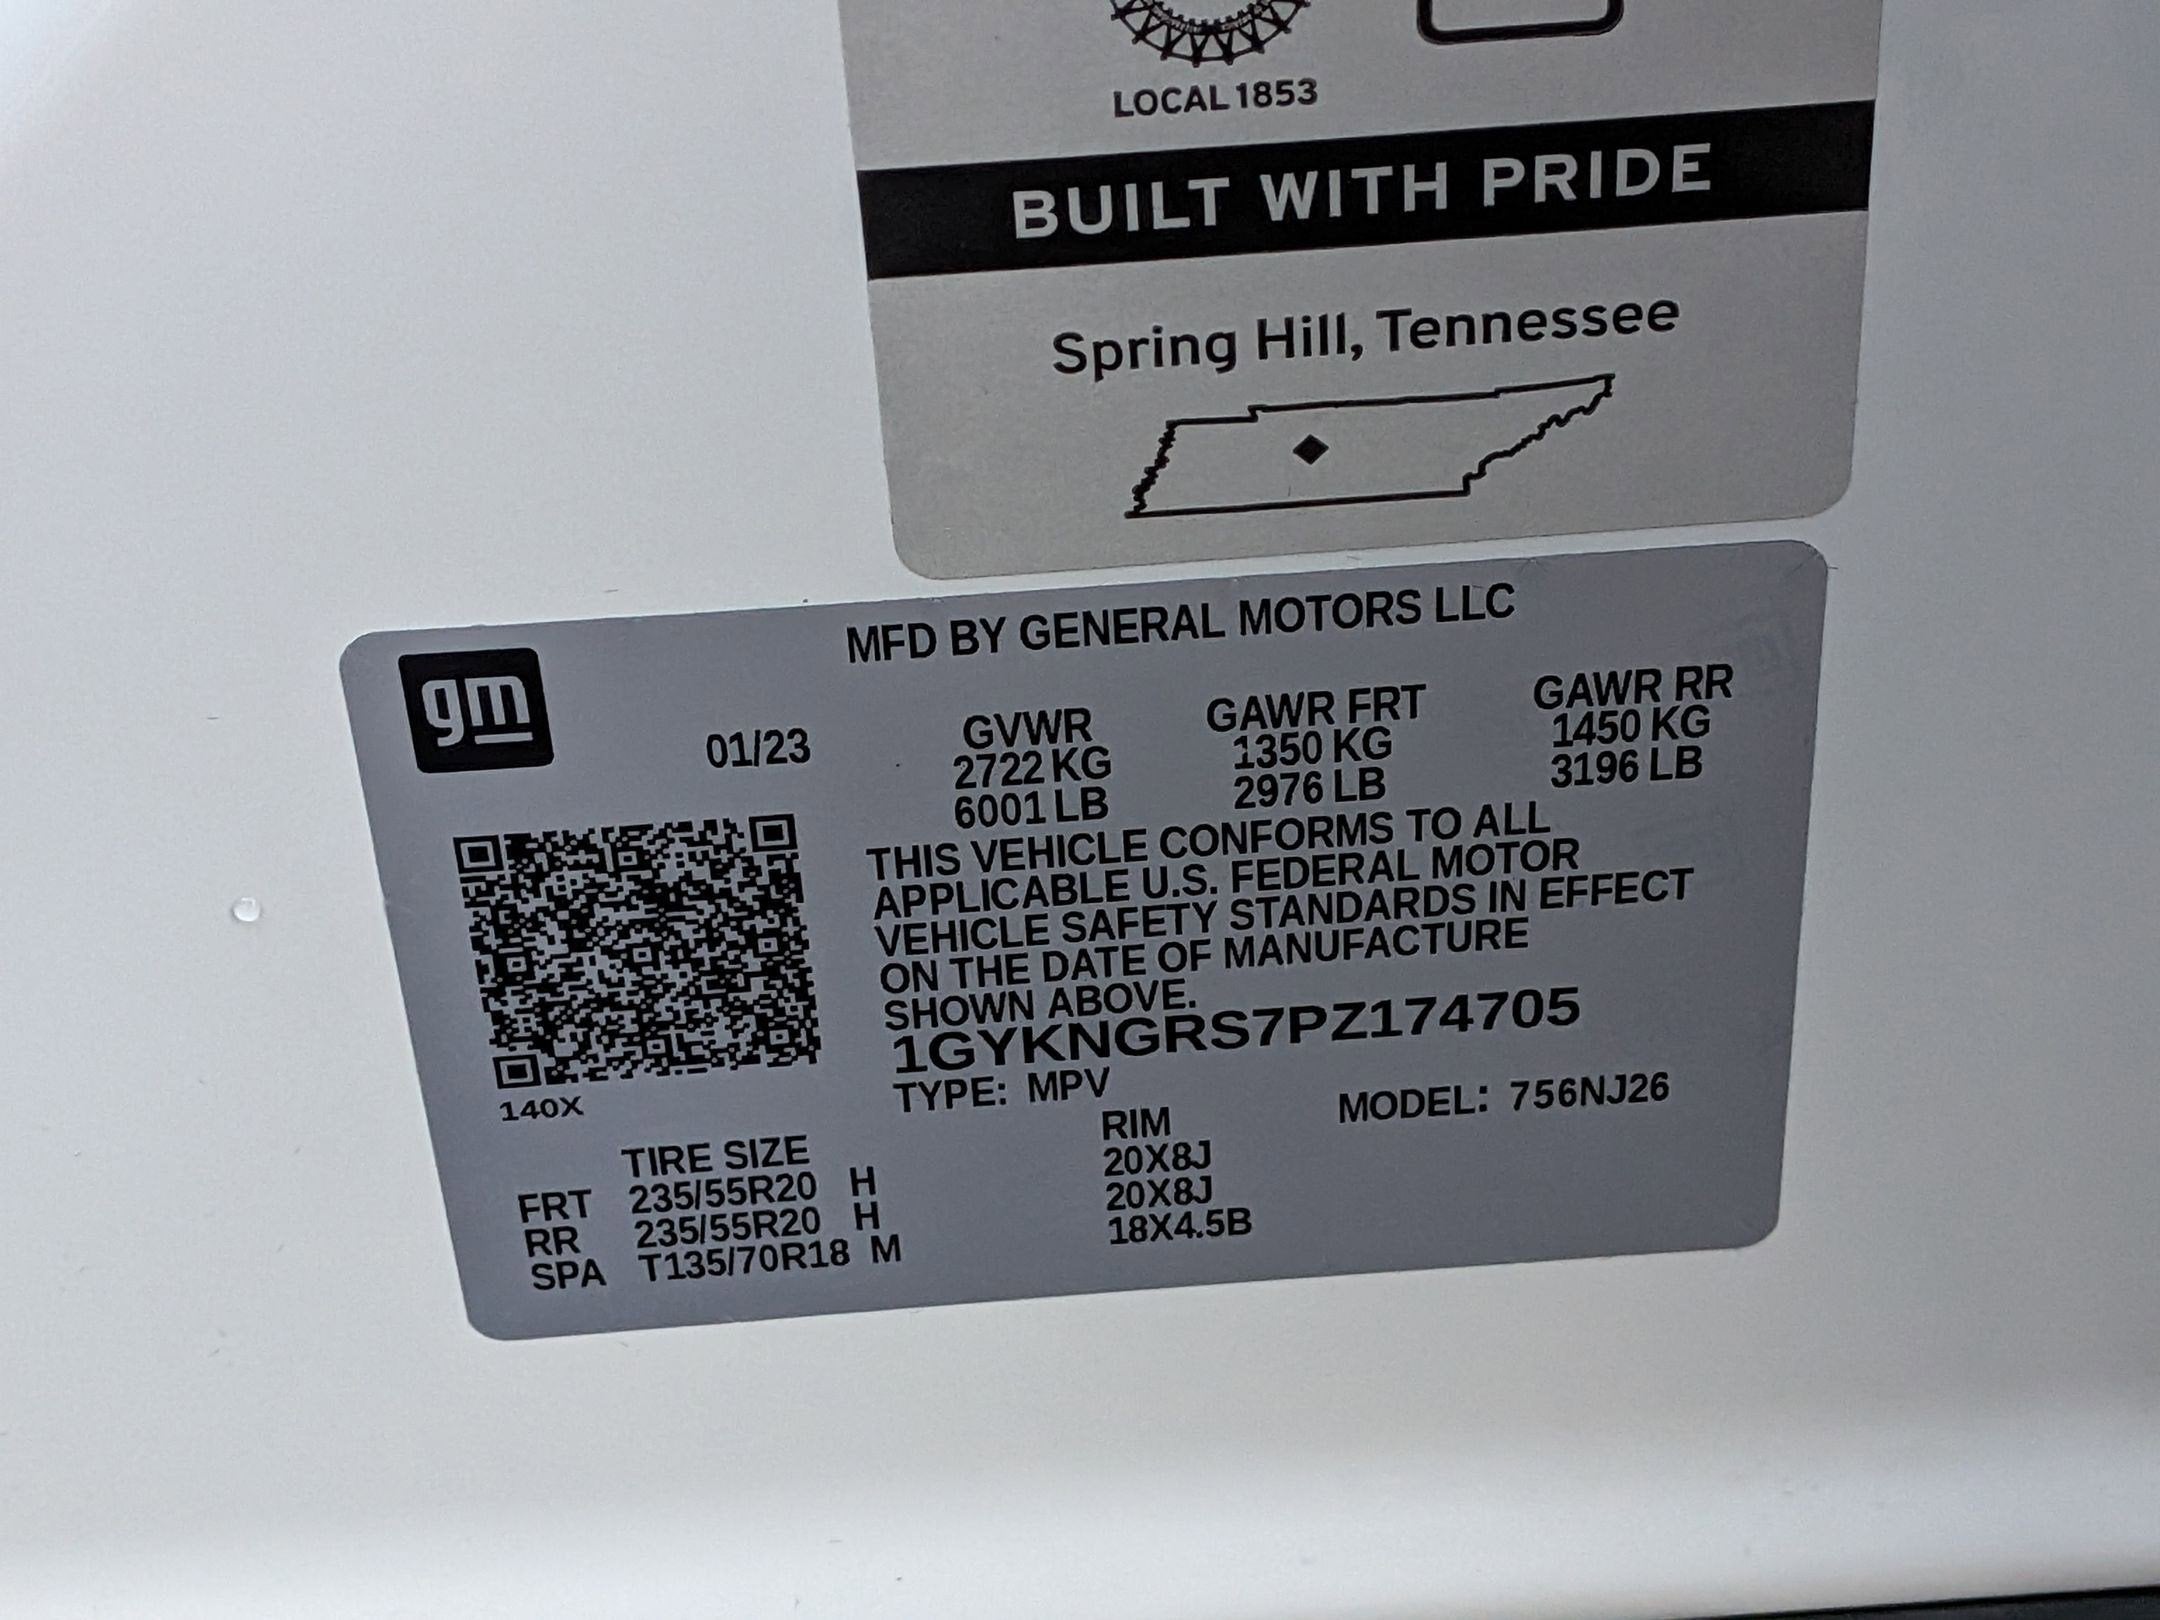 LOCAL 1853
BUILT WITH PRIDE
Spring Hill, Tennessee
MFD BY GENERAL MOTORS LLC
gm
01/23
GVWR GAWR FRT GAWR RR
2722 KG 1350 KG 1450 KG
6001 LB 2976 LB 3196 LB
THIS VEHICLE CONFORMS TO ALL
APPLICABLE U.S. FEDERAL MOTOR
VEHICLE SAFETY STANDARDS IN EFFECT
ON THE DATE OF MANUFACTURE
SHOWN ABOVE.
1GYKNGRS7PZ174705
TYPE: MPV MODEL: 756NJ26
140X
TIRE SIZE RIM
FRT 235/55R20 H 20X8J
RR 235/55R20 H 20X8J
SPA T135/70R18 M 18X4.5B